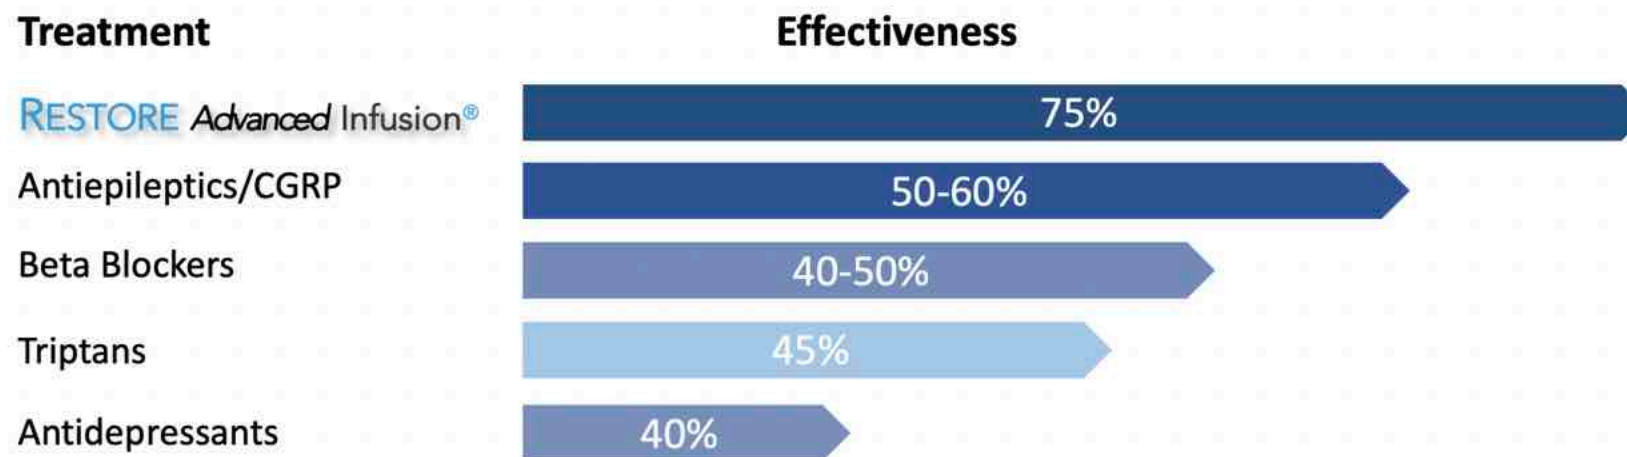 Treatment Effectiveness
RESTORE Advanced Infusion® 75%
Antiepileptics/CGRP 50-60%
Beta Blockers 40-50%
Triptans 45%
Antidepressants 40%